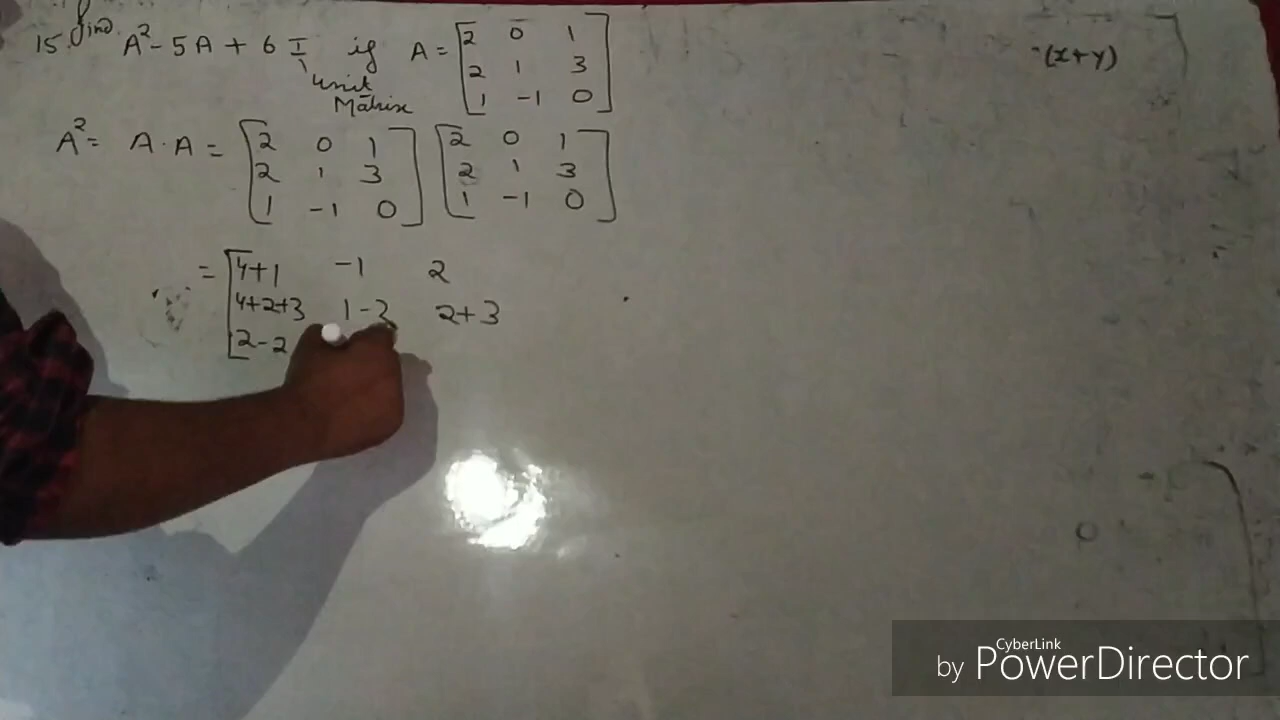 15. Find A² - 5A + 6 I if A = [2 0 1
2 1 3
1 -1 0]
unit
Matrix
(x+y)
A² = A·A = [2 0 1 [2 0 1
2 1 3 2 1 3
1 -1 0] 1 -1 0]
= [4+1 -1 2
4+2+3 1-3 2+3
2-2
0
CyberLink
by PowerDirector